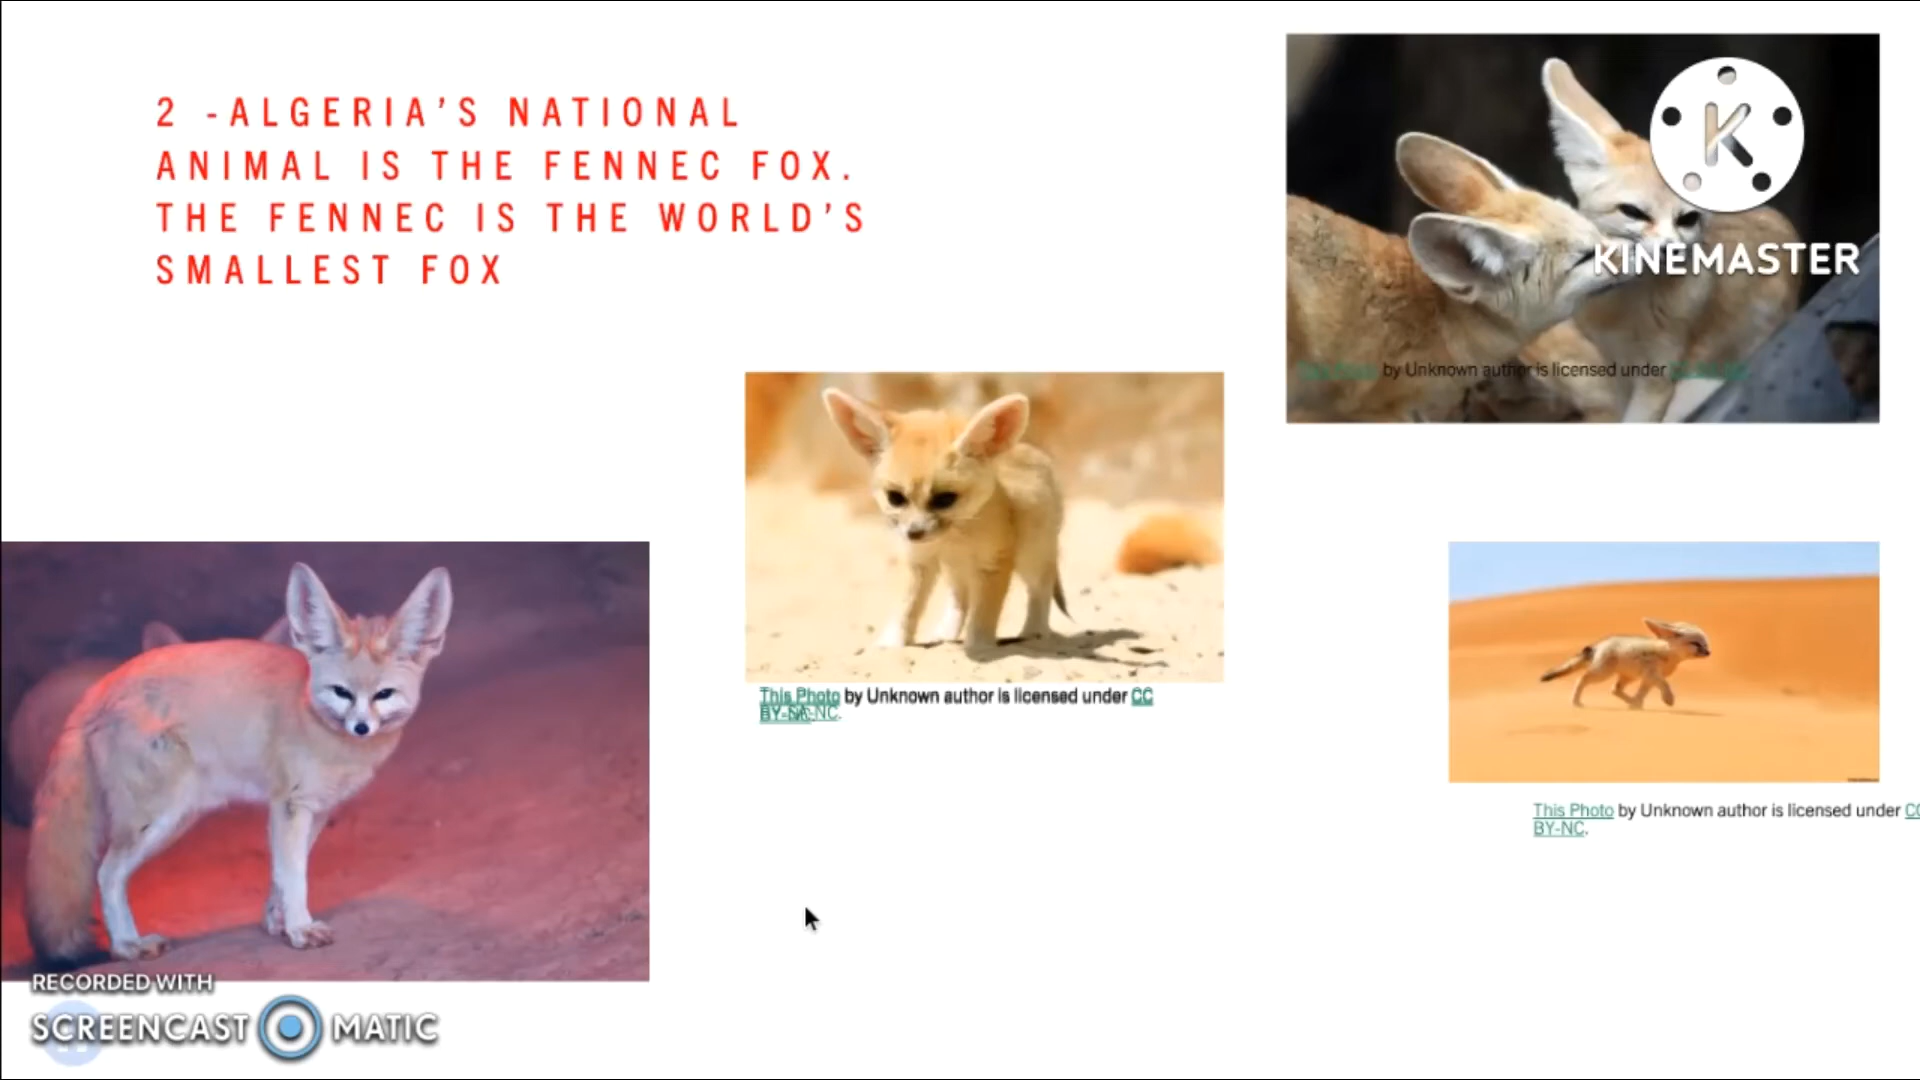 2 -ALGERIA’S NATIONAL
ANIMAL IS THE FENNEC FOX.
THE FENNEC IS THE WORLD’S
SMALLEST FOX
K
KINEMASTER
by Unknown author is licensed under
This Photo by Unknown author is licensed under CC
This Photo by Unknown author is licensed under
BY-NC.
RECORDED WITH
SCREENCAST MATIC